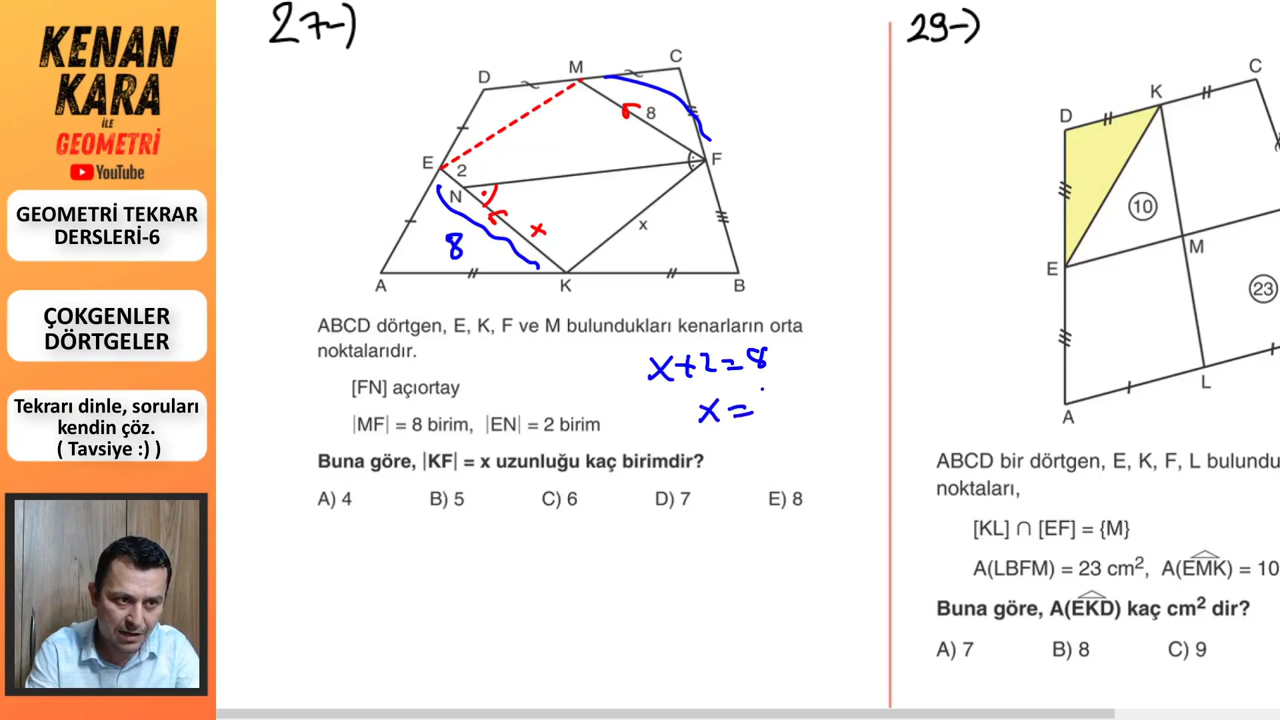 KENAN
KARA
İLE
GEOMETRİ
YouTube
GEOMETRİ TEKRAR
DERSLERİ-6
ÇOKGENLER
DÖRTGELER
Tekrarı dinle, soruları
kendin çöz.
( Tavsiye :) )
27-)
D
M
C
8
E
2
N
F
x
8
x
A
K
B
ABCD dörtgen, E, K, F ve M bulundukları kenarların orta
noktalarıdır.
x+2=8
[FN] açıortay
x=
|MF| = 8 birim, |EN| = 2 birim
Buna göre, |KF| = x uzunluğu kaç birimdir?
A) 4 B) 5 C) 6 D) 7 E) 8
29-)
C
K
D
10
M
E
23
L
A
ABCD bir dörtgen, E, K, F, L bulundu
noktaları,
[KL] ∩ [EF] = {M}
A(LBFM) = 23 cm², A(EMK) = 10
Buna göre, A(EKD) kaç cm² dir?
A) 7 B) 8 C) 9